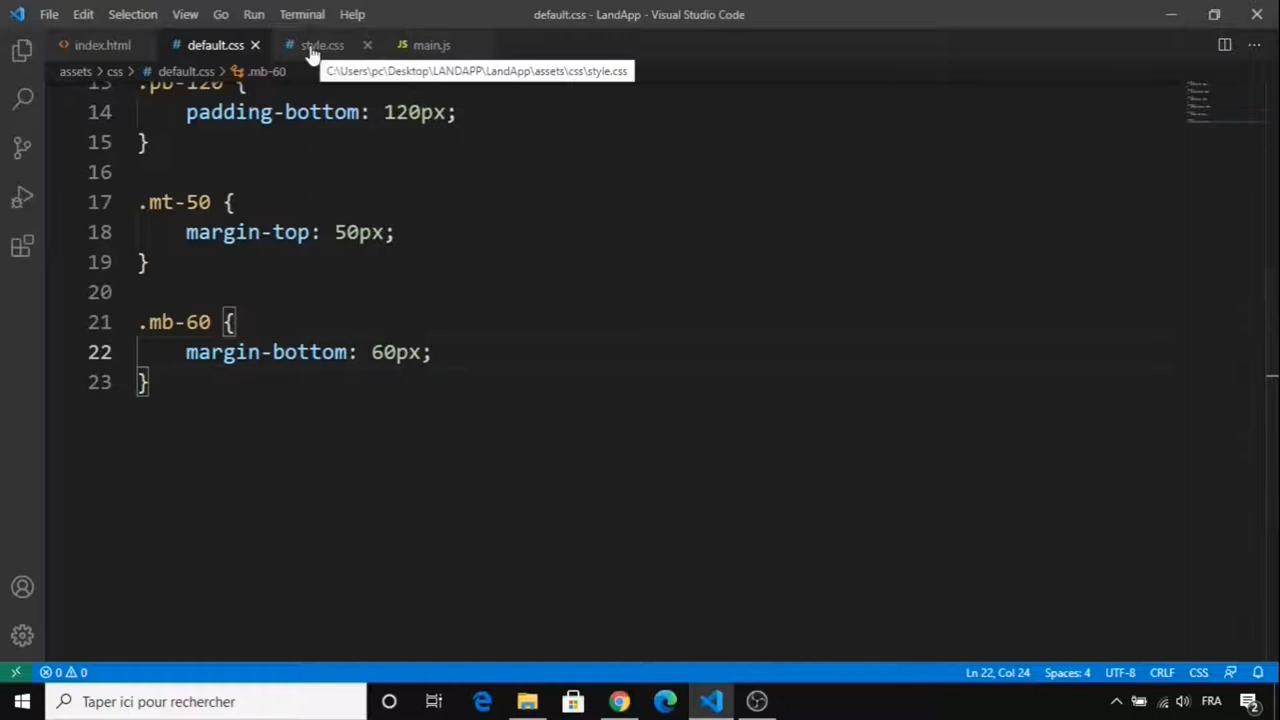 File Edit Selection View Go Run Terminal Help default.css - LandApp - Visual Studio Code
index.html default.css style.css main.js
assets > css > default.css > .mb-60
C:\Users\pc\Desktop\LANDAPP\LandApp\assets\css\style.css
13 .pb-120 {
14 padding-bottom: 120px;
15 }
16
17 .mt-50 {
18 margin-top: 50px;
19 }
20
21 .mb-60 {
22 margin-bottom: 60px;
23 }
0 0 Ln 22, Col 24 Spaces: 4 UTF-8 CRLF CSS
Taper ici pour rechercher FRA 2